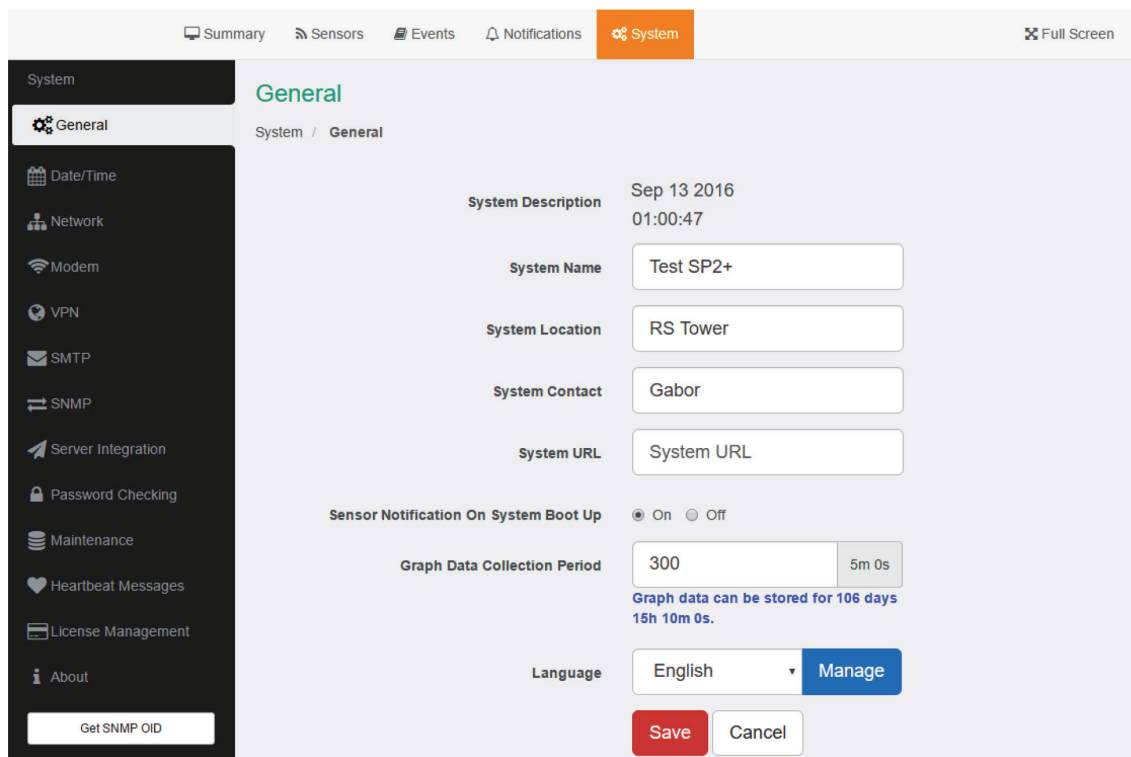 Summary Sensors Events Notifications System Full Screen
System
General
Date/Time
Network
Modem
VPN
SMTP
SNMP
Server Integration
Password Checking
Maintenance
Heartbeat Messages
License Management
About
Get SNMP OID
General
System / General
System Description Sep 13 2016
01:00:47
System Name Test SP2+
System Location RS Tower
System Contact Gabor
System URL System URL
Sensor Notification On System Boot Up On Off
Graph Data Collection Period 300 5m 0s
Graph data can be stored for 106 days
15h 10m 0s.
Language English Manage
Save Cancel